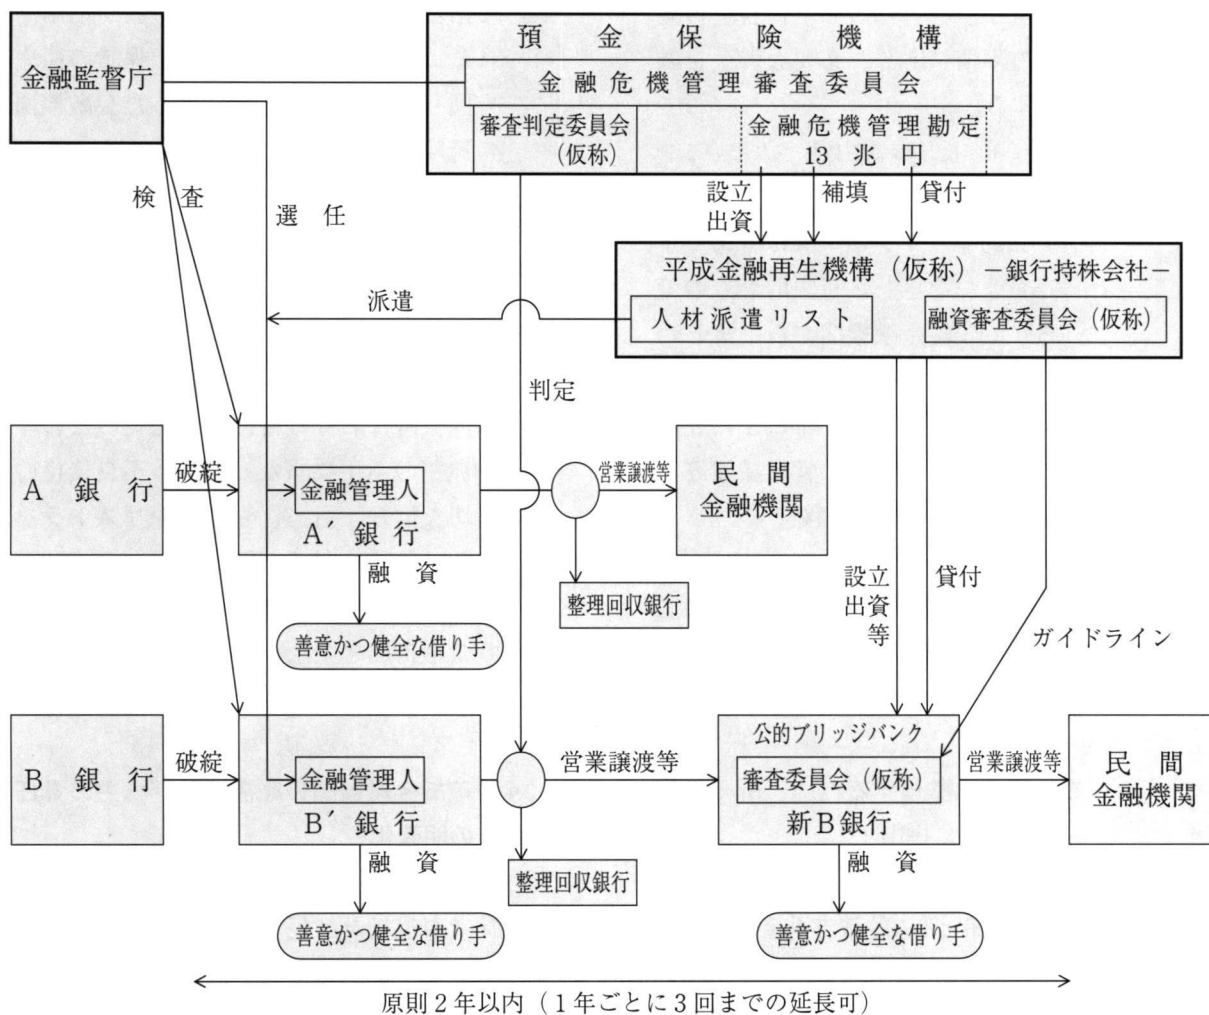 預金保険機構
金融監督庁
金融危機管理審査委員会
審査判定委員会
(仮称)
金融危機管理勘定
13兆円
検査
選任
設立
出資
補填
貸付
平成金融再生機構(仮称)-銀行持株会社-
派遣
人材派遣リスト
融資審査委員会(仮称)
判定
A銀行
破綻
金融管理人
A´銀行
営業譲渡等
民間
金融機関
融資
整理回収銀行
善意かつ健全な借り手
設立
出資
等
貸付
ガイドライン
B銀行
破綻
金融管理人
B´銀行
営業譲渡等
公的ブリッジバンク
審査委員会(仮称)
新B銀行
営業譲渡等
民間
金融機関
融資
整理回収銀行
融資
善意かつ健全な借り手
善意かつ健全な借り手
原則2年以内(1年ごとに3回までの延長可)